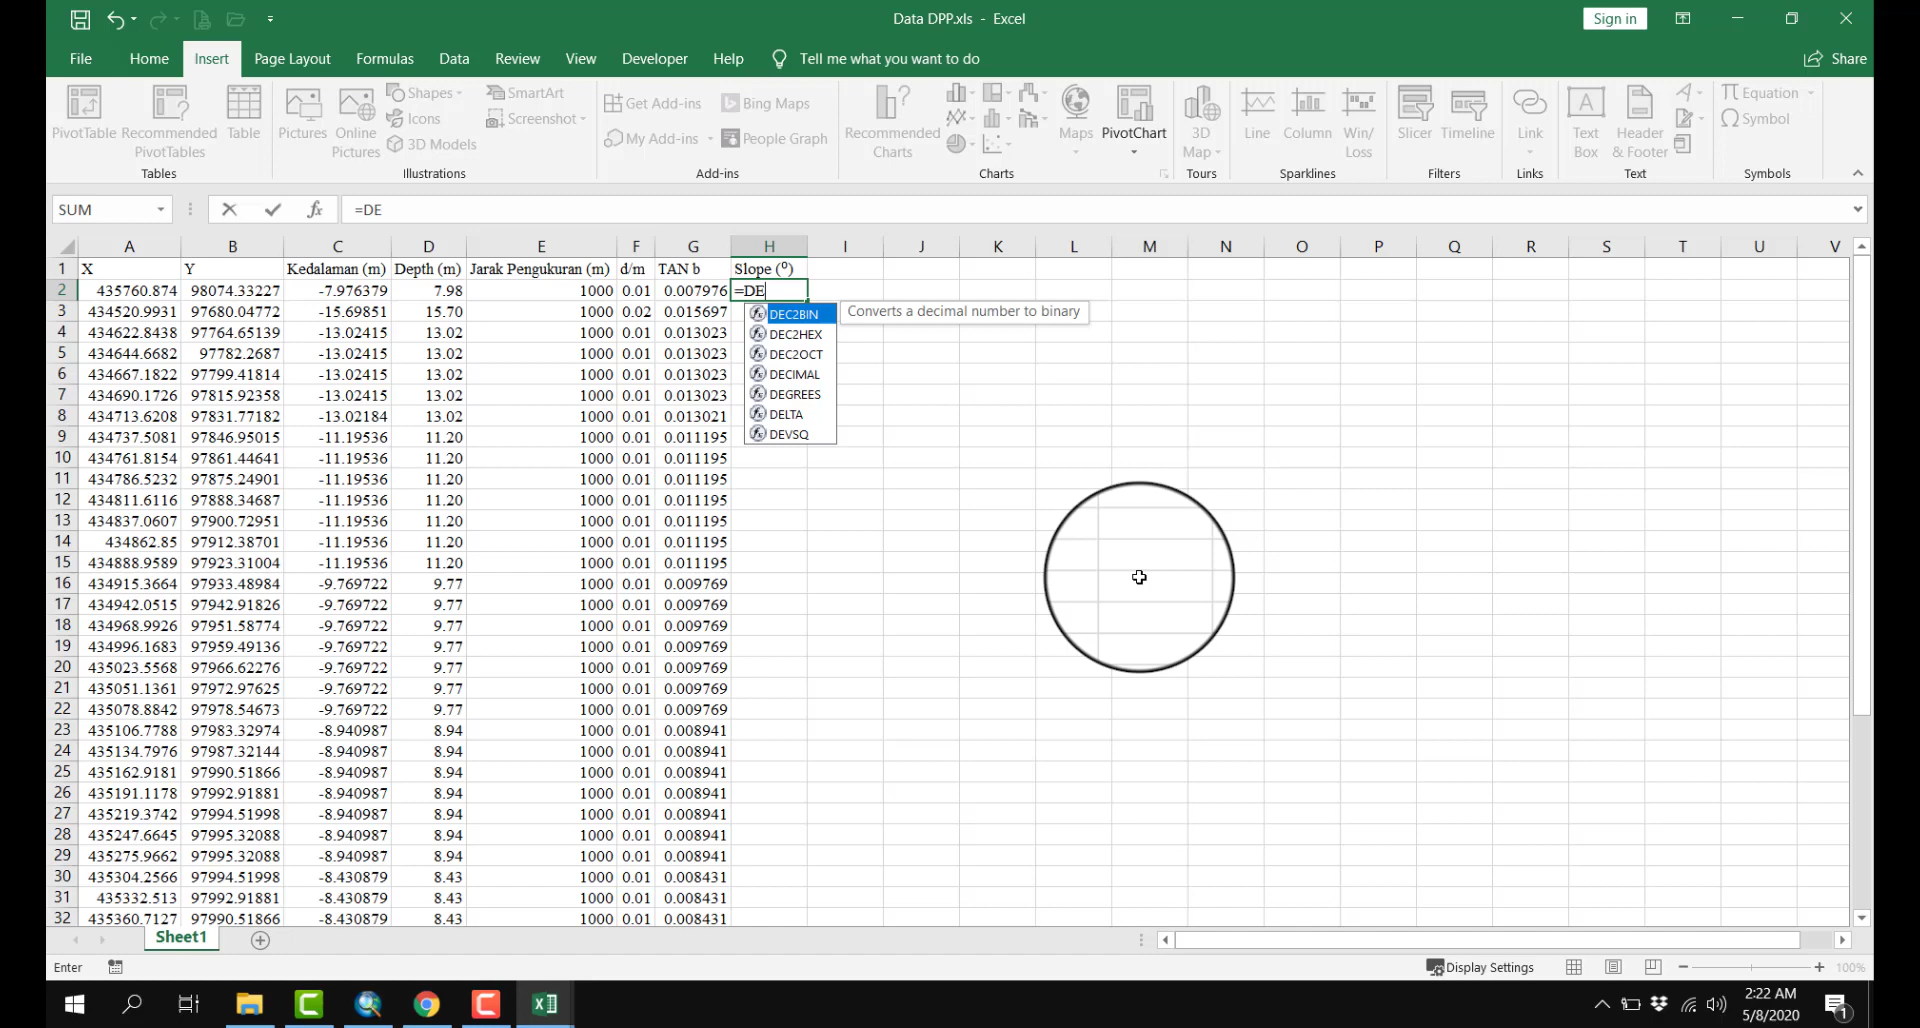 Data DPP.xls - Excel
Sign in
File Home Insert Page Layout Formulas Data Review View Developer Help Tell me what you want to do Share
PivotTable Recommended PivotTables Table
Tables
Pictures Online Pictures Shapes Icons 3D Models SmartArt Screenshot
Illustrations
Get Add-ins My Add-ins Bing Maps People Graph
Add-ins
Recommended Charts Maps PivotChart
Charts
3D Map
Tours
Line Column Win/Loss
Sparklines
Slicer Timeline
Filters
Link
Links
Text Box Header & Footer
Text
Equation Symbol
Symbols
SUM fx =DE
A B C D E F G H I J K L M N O P Q R S T U V
1 X Y Kedalaman (m) Depth (m) Jarak Pengukuran (m) d/m TAN b Slope (⁰)
2 435760.874 98074.33227 -7.976379 7.98 1000 0.01 0.007976 =DE
3 434520.9931 97680.04772 -15.69851 15.70 1000 0.02 0.015697
4 434622.8438 97764.65139 -13.02415 13.02 1000 0.01 0.013023
5 434644.6682 97782.2687 -13.02415 13.02 1000 0.01 0.013023
6 434667.1822 97799.41814 -13.02415 13.02 1000 0.01 0.013023
7 434690.1726 97815.92358 -13.02415 13.02 1000 0.01 0.013023
8 434713.6208 97831.77182 -13.02184 13.02 1000 0.01 0.013021
9 434737.5081 97846.95015 -11.19536 11.20 1000 0.01 0.011195
10 434761.8154 97861.44641 -11.19536 11.20 1000 0.01 0.011195
11 434786.5232 97875.24901 -11.19536 11.20 1000 0.01 0.011195
12 434811.6116 97888.34687 -11.19536 11.20 1000 0.01 0.011195
13 434837.0607 97900.72951 -11.19536 11.20 1000 0.01 0.011195
14 434862.85 97912.38701 -11.19536 11.20 1000 0.01 0.011195
15 434888.9589 97923.31004 -11.19536 11.20 1000 0.01 0.011195
16 434915.3664 97933.48984 -9.769722 9.77 1000 0.01 0.009769
17 434942.0515 97942.91826 -9.769722 9.77 1000 0.01 0.009769
18 434968.9926 97951.58774 -9.769722 9.77 1000 0.01 0.009769
19 434996.1683 97959.49136 -9.769722 9.77 1000 0.01 0.009769
20 435023.5568 97966.62276 -9.769722 9.77 1000 0.01 0.009769
21 435051.1361 97972.97625 -9.769722 9.77 1000 0.01 0.009769
22 435078.8842 97978.54673 -9.769722 9.77 1000 0.01 0.009769
23 435106.7788 97983.32974 -8.940987 8.94 1000 0.01 0.008941
24 435134.7976 97987.32144 -8.940987 8.94 1000 0.01 0.008941
25 435162.9181 97990.51866 -8.940987 8.94 1000 0.01 0.008941
26 435191.1178 97992.91881 -8.940987 8.94 1000 0.01 0.008941
27 435219.3742 97994.51998 -8.940987 8.94 1000 0.01 0.008941
28 435247.6645 97995.32088 -8.940987 8.94 1000 0.01 0.008941
29 435275.9662 97995.32088 -8.940987 8.94 1000 0.01 0.008941
30 435304.2566 97994.51998 -8.430879 8.43 1000 0.01 0.008431
31 435332.513 97992.91881 -8.430879 8.43 1000 0.01 0.008431
32 435360.7127 97990.51866 -8.430879 8.43 1000 0.01 0.008431
DEC2BIN Converts a decimal number to binary
DEC2HEX
DEC2OCT
DECIMAL
DEGREES
DELTA
DEVSQ
Sheet1
Enter Display Settings 100%
2:22 AM
5/8/2020
1